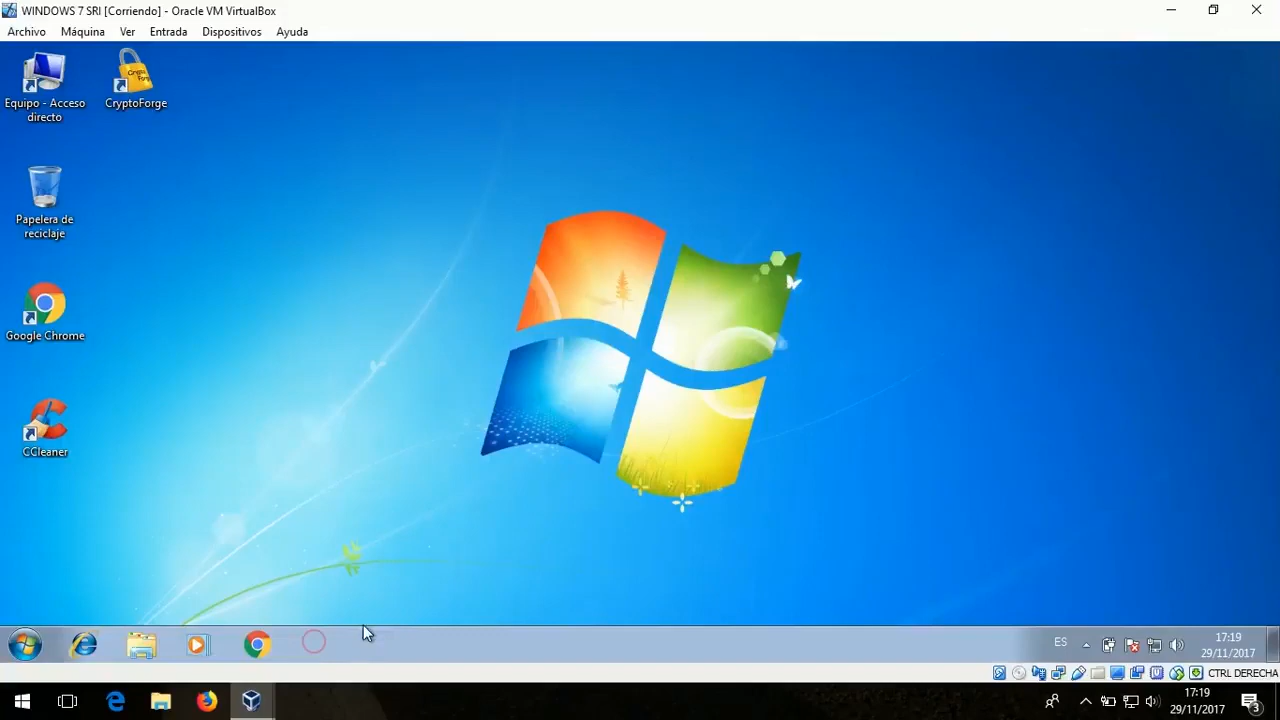 WINDOWS 7 SRI [Corriendo] - Oracle VM VirtualBox
Archivo Máquina Ver Entrada Dispositivos Ayuda
Equipo - Acceso
directo
CryptoForge
Papelera de
reciclaje
Google Chrome
CCleaner
ES
17:19
29/11/2017
CTRL DERECHA
17:19
29/11/2017
3